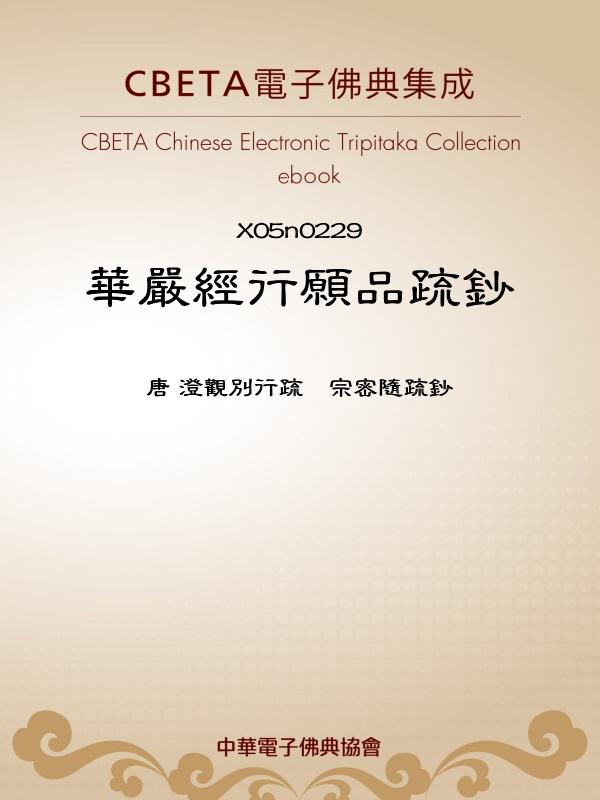 CBETA電子佛典集成
CBETA Chinese Electronic Tripitaka Collection
ebook
X05n0229
華嚴經行願品疏鈔
唐 澄觀別行疏 宗密隨疏鈔
中華電子佛典協會